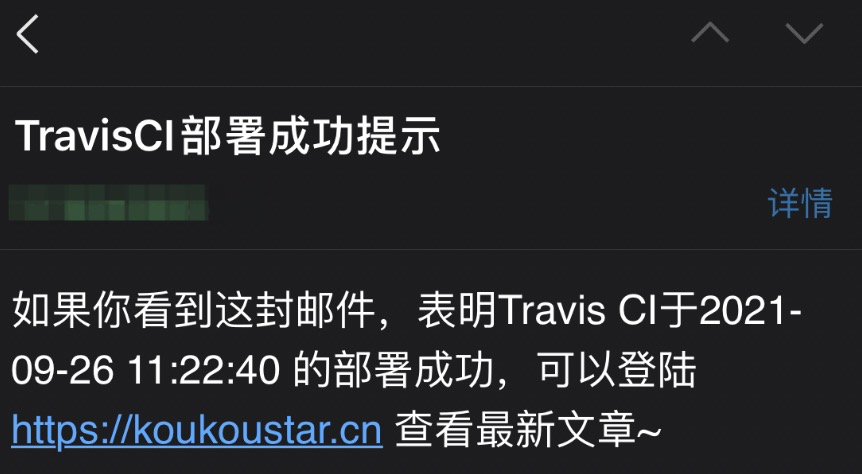 TravisCI部署成功提示
详情
如果你看到这封邮件，表明Travis CI于2021-
09-26 11:22:40 的部署成功，可以登陆
https://koukoustar.cn 查看最新文章~